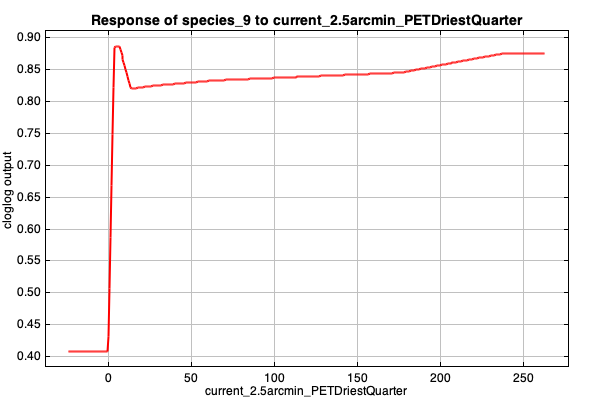 Response of species_9 to current_2.5arcmin_PETDriestQuarter
0.90
0.85
0.80
0.75
0.70
0.65
0.60
0.55
0.50
0.45
0.40
cloglog output
0 50 100 150 200 250
current_2.5arcmin_PETDriestQuarter